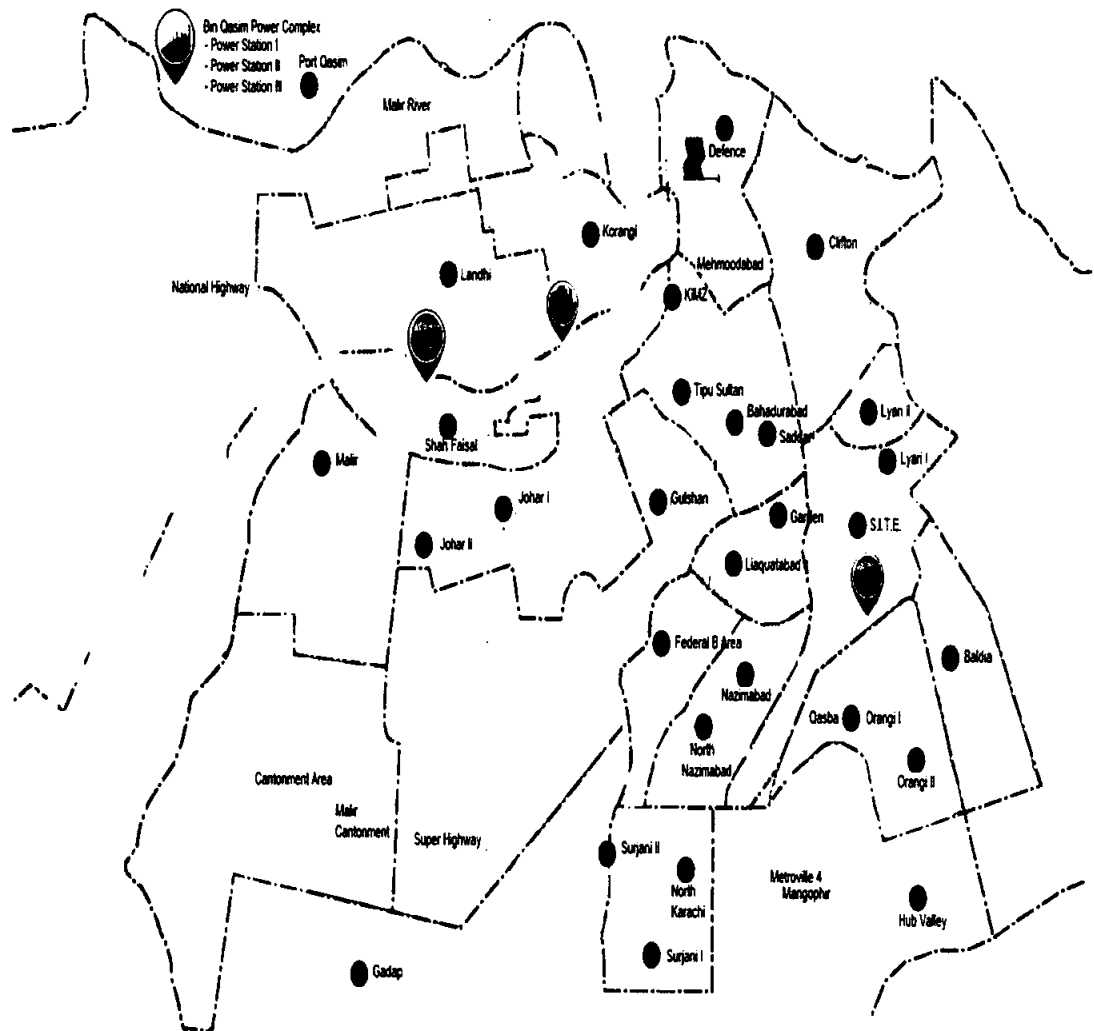 Bin Qasim Power Complex
- Power Station I
- Power Station II
- Power Station III
Port Qasim
Malir River
Defence
Korangi
Clifton
Landhi
Mehmoodabad
National Highway
KIMZ
Tipu Sultan
Bahadurabad
Saddar
Lyari II
Shah Faisal
Malir
Lyari I
Johar I
Gulshan
Garden
S.I.T.E.
Johar II
Liaquatabad
Federal B Area
Baldia
Nazimabad
Qasba
Orangi I
North
Nazimabad
Orangi II
Cantonment Area
Malir
Cantonment
Super Highway
Surjani II
North
Karachi
Metroville 4
Mangophir
Hub Valley
Surjani I
Gadap